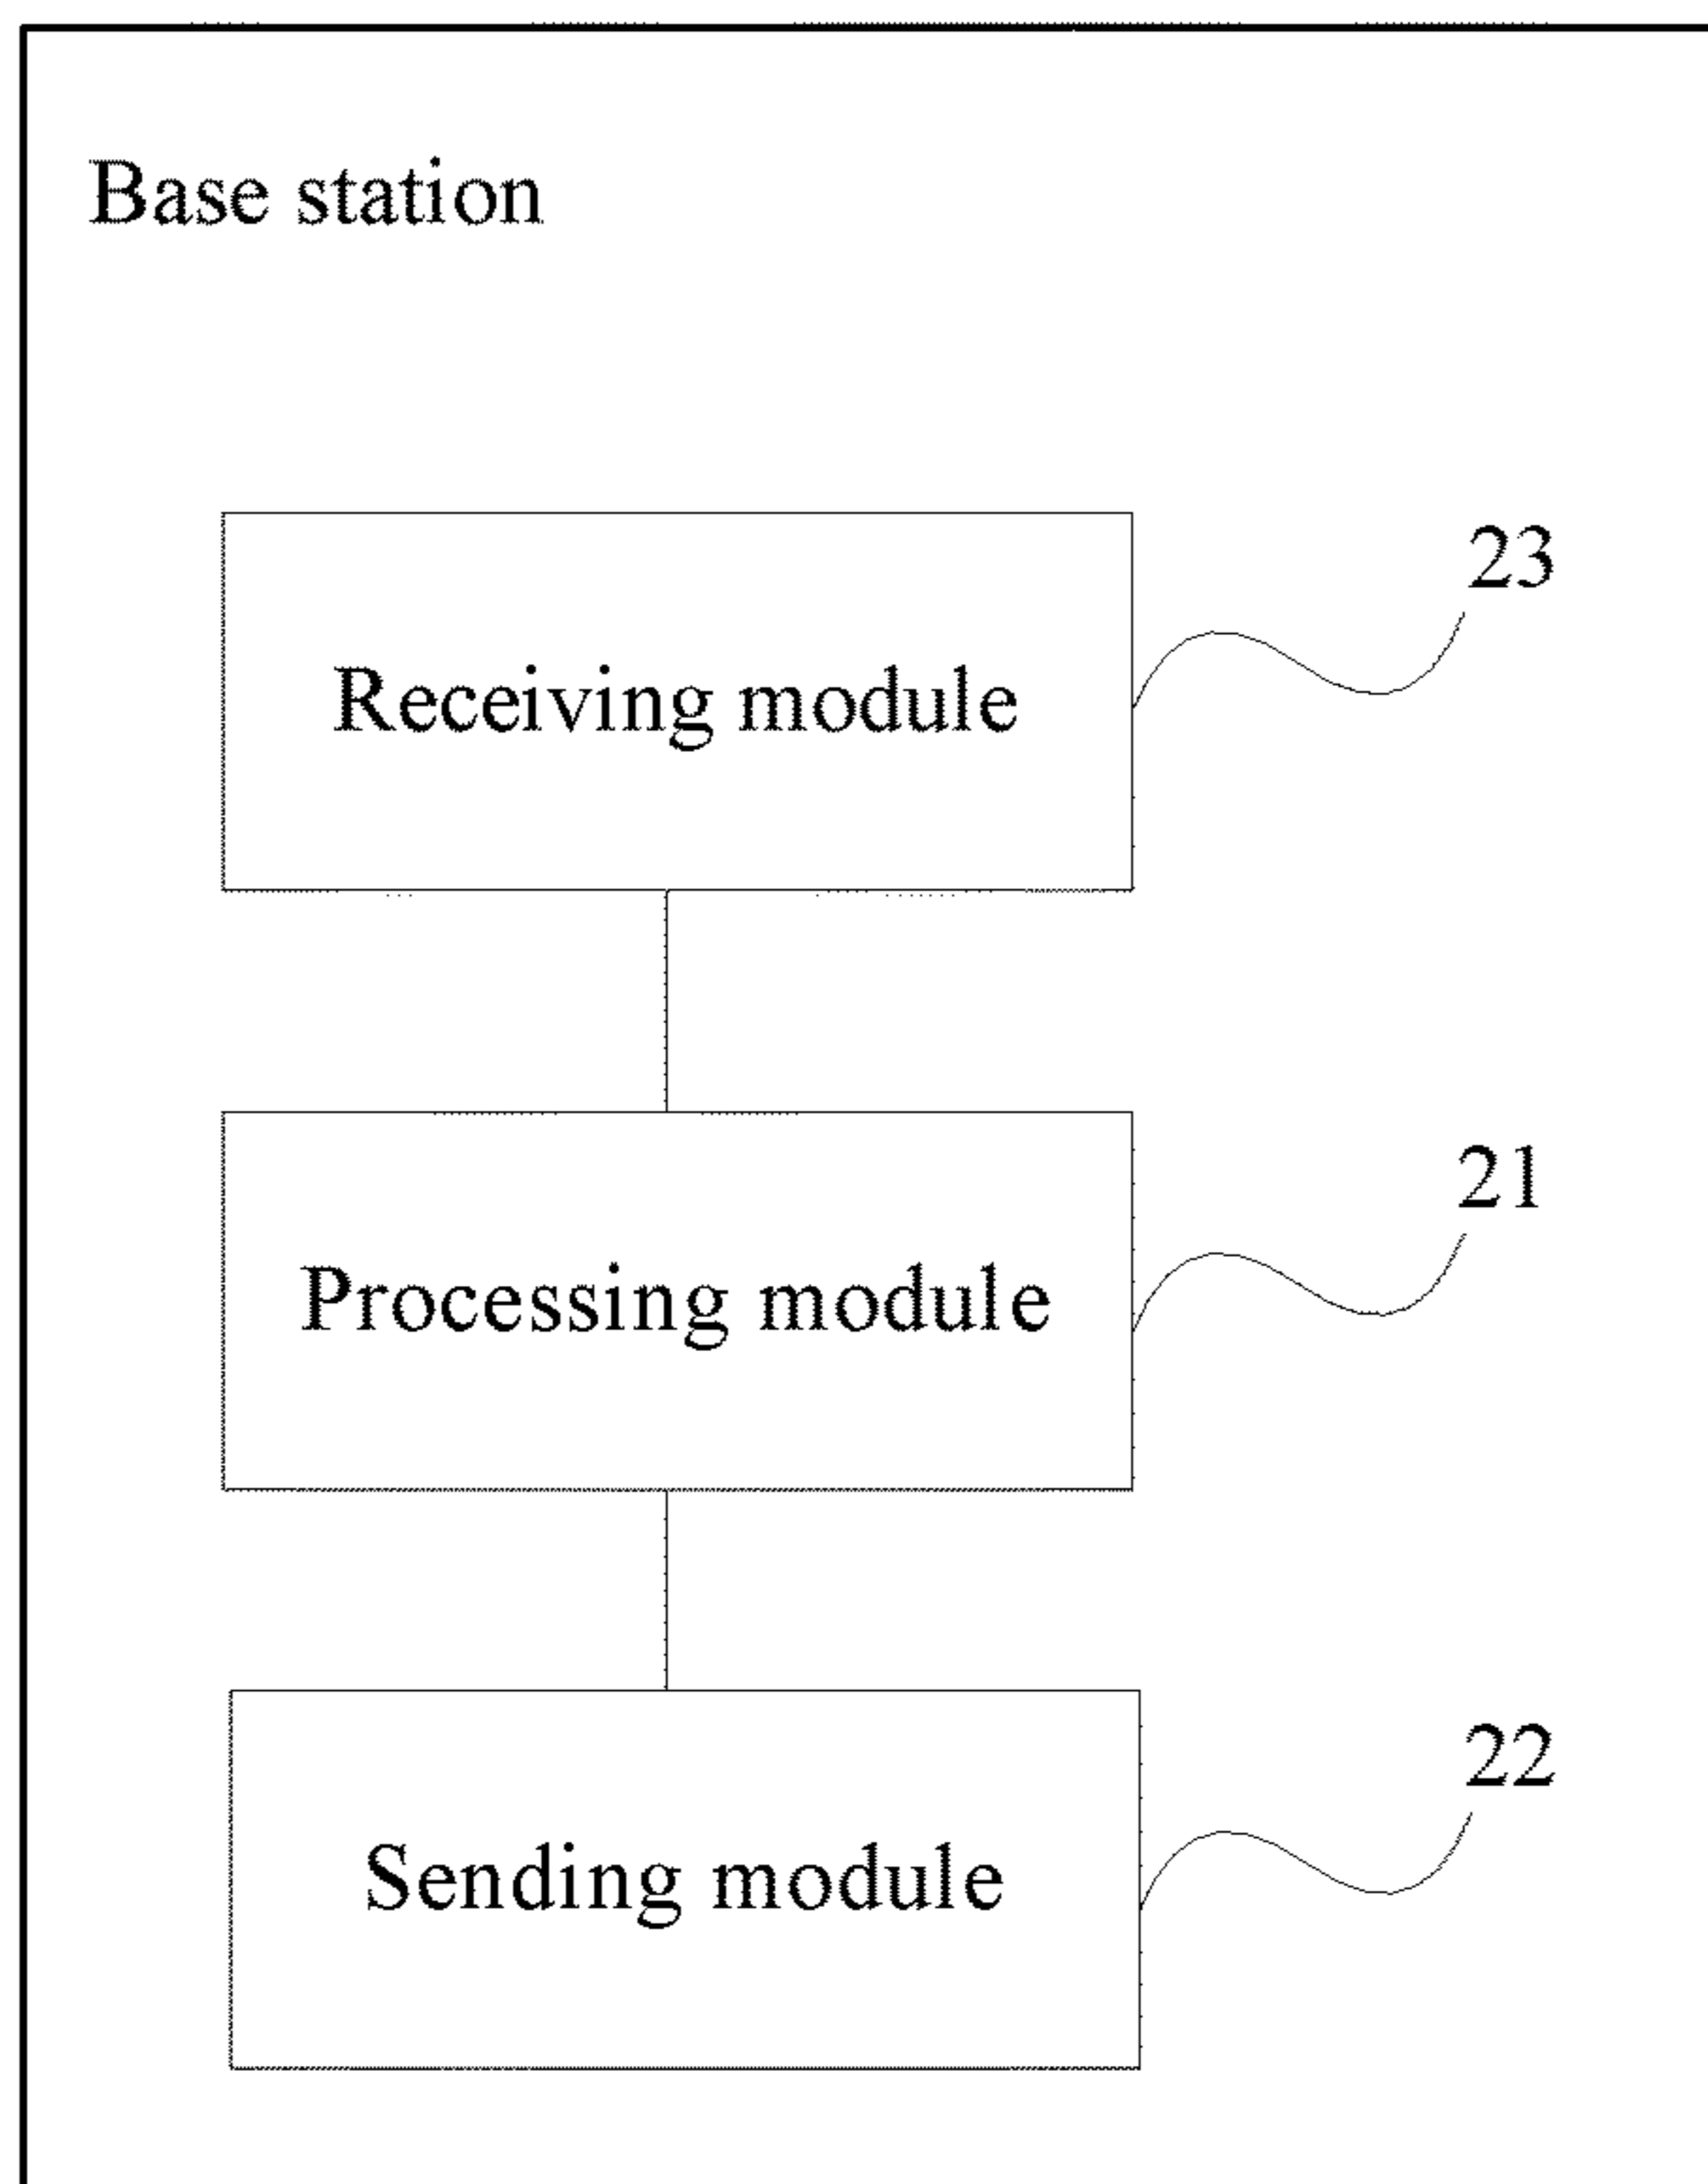 Base station
23
Receiving module
21
Processing module
22
Sending module